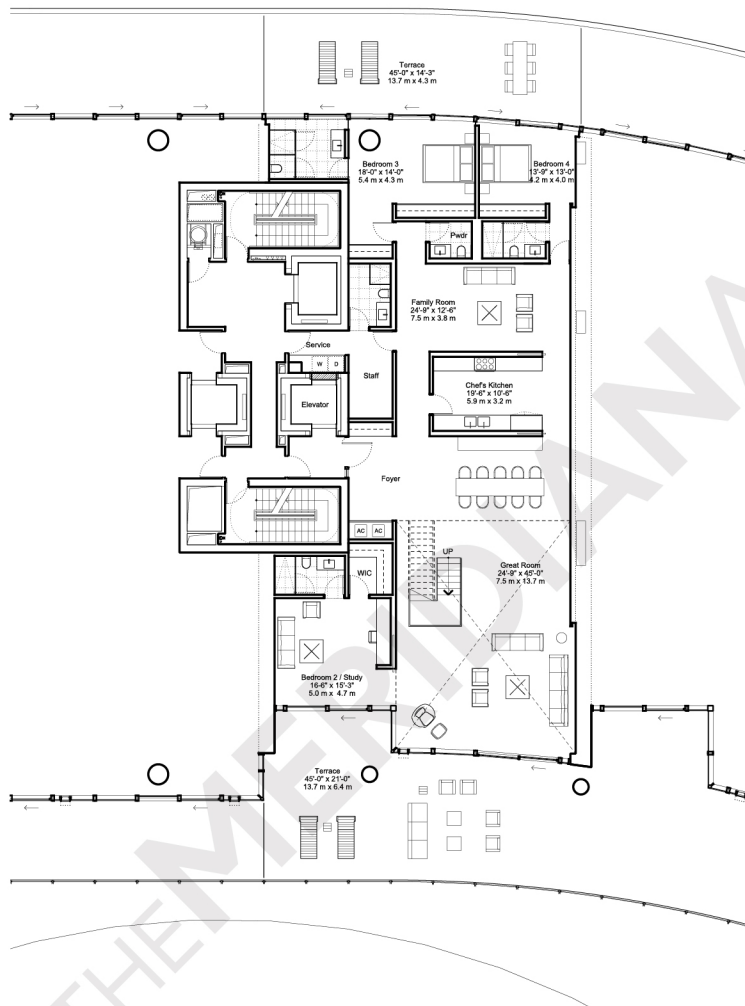 Terrace
45'-0" x 14'-3"
13.7 m x 4.3 m
Bedroom 3
18'-0" x 14'-0"
5.4 m x 4.3 m
Bedroom 4
13'-9" x 13'-0"
4.2 m x 4.0 m
Pwdr
Family Room
24'-9" x 12'-6"
7.5 m x 3.8 m
Service
W D
Staff
Elevator
Chef's Kitchen
19'-6" x 10'-6"
5.9 m x 3.2 m
Foyer
AC AC
UP
WIC
Great Room
24'-9" x 45'-0"
7.5 m x 13.7 m
Bedroom 2 / Study
16-6" x 15'-3"
5.0 m x 4.7 m
Terrace
45'-0" x 21'-0"
13.7 m x 6.4 m
THE MERIDIANA